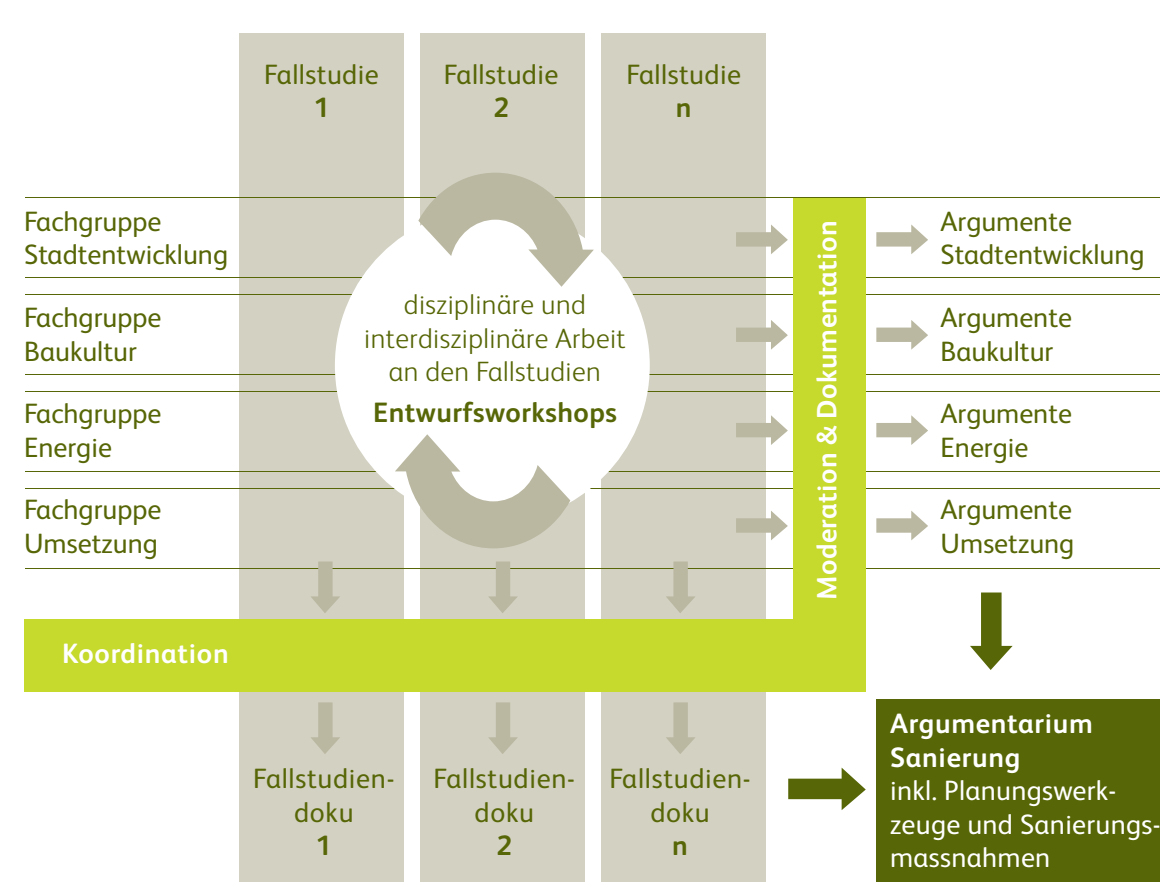 Fallstudie
1
Fallstudie
2
Fallstudie
n
Fachgruppe
Stadtentwicklung
Fachgruppe
Baukultur
Fachgruppe
Energie
Fachgruppe
Umsetzung
disziplinäre und
interdisziplinäre Arbeit
an den Fallstudien
Entwurfsworkshops
Moderation & Dokumentation
Argumente
Stadtentwicklung
Argumente
Baukultur
Argumente
Energie
Argumente
Umsetzung
Koordination
Fallstudien-
doku
1
Fallstudien-
doku
2
Fallstudien-
doku
n
Argumentarium
Sanierung
inkl. Planungswerk-
zeuge und Sanierungs-
massnahmen